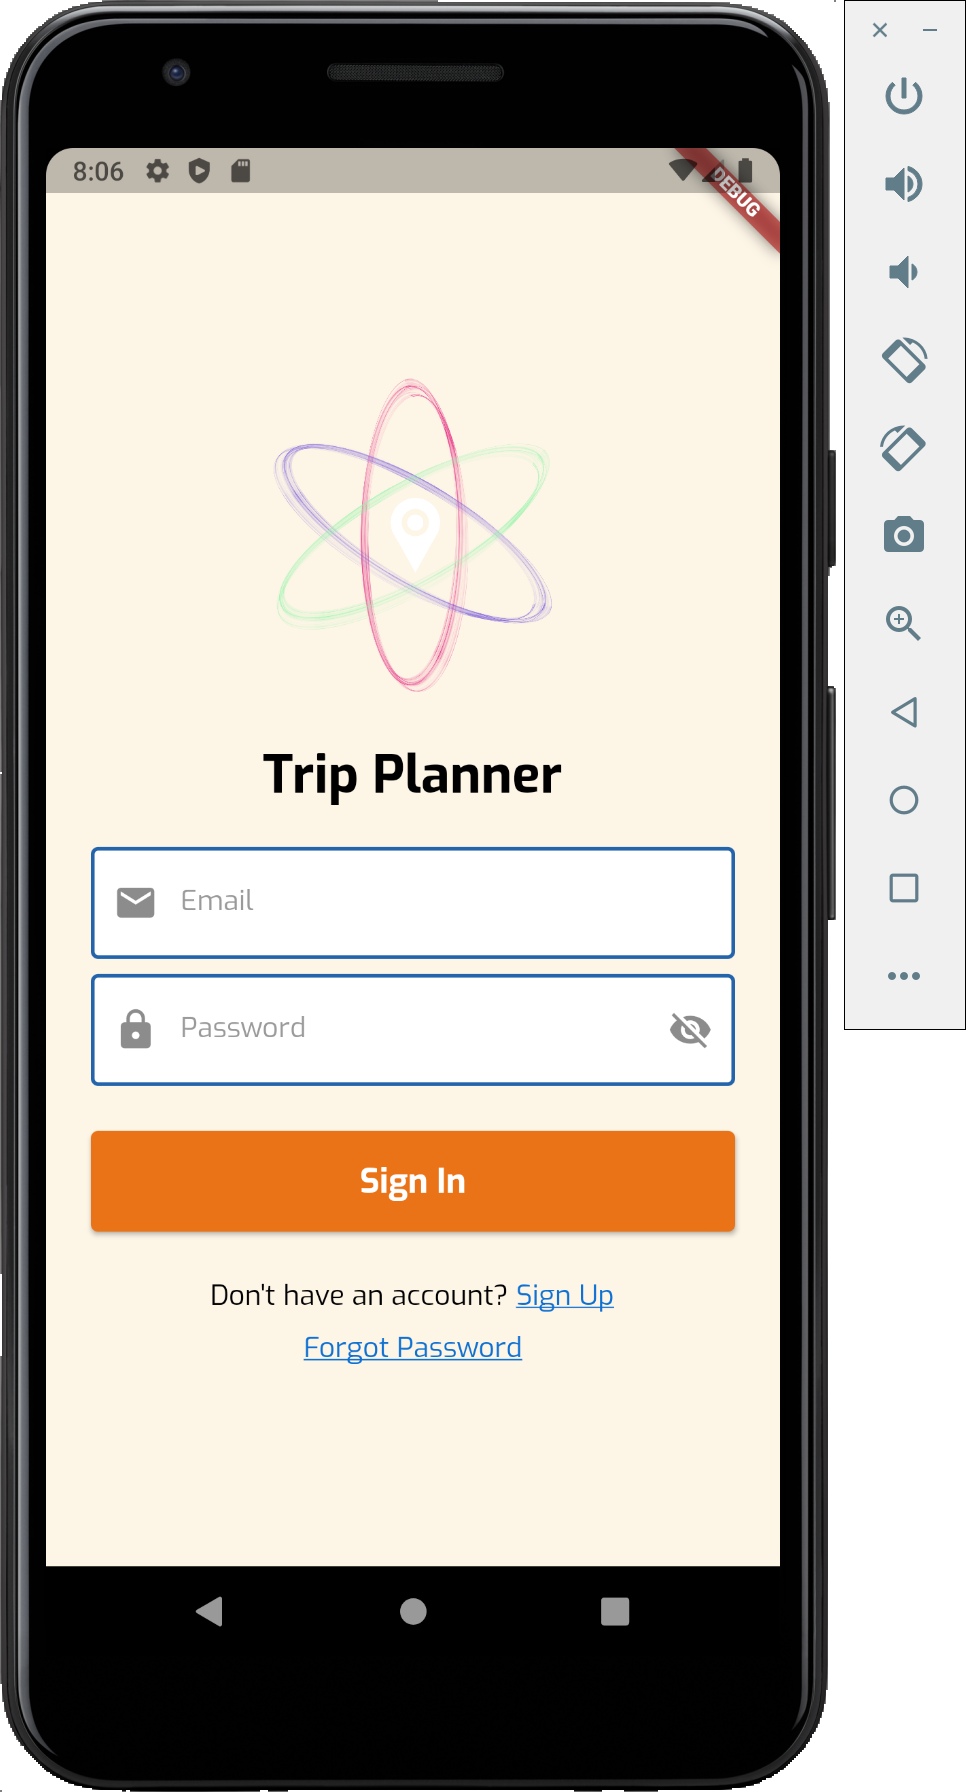 8:06
DEBUG
Trip Planner
Email
Password
Sign In
Don't have an account? Sign Up
Forgot Password